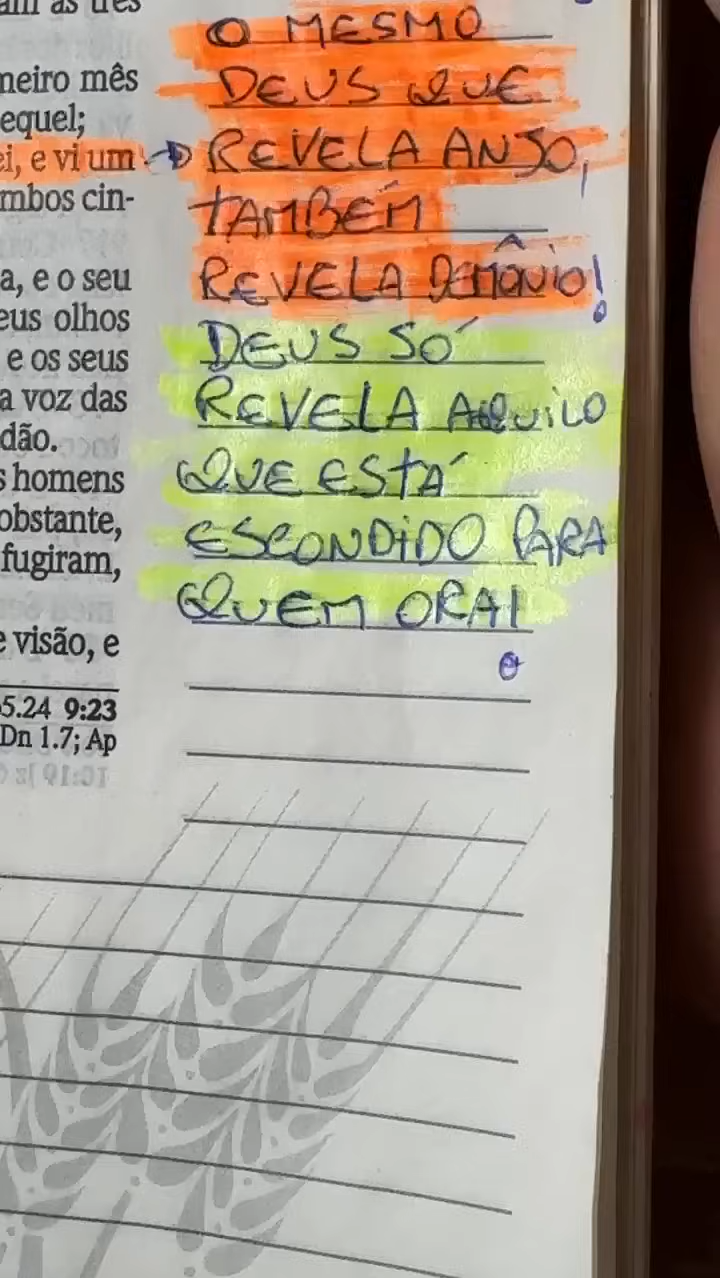 am as três
neiro mês
equel;
ei, e vi um
mbos cin-
a, e o seu
eus olhos
e os seus
a voz das
dão.
s homens
obstante,
fugiram,
e visão, e
5.24 9:23
Dn 1.7; Ap
O MESMO
DEUS QUE
REVELA ANJO,
TAMBÉM
REVELA DEMÔNIO!
DEUS SÓ
REVELA AQUILO
QUE ESTÁ
ESCONDIDO PARA
QUEM ORA!